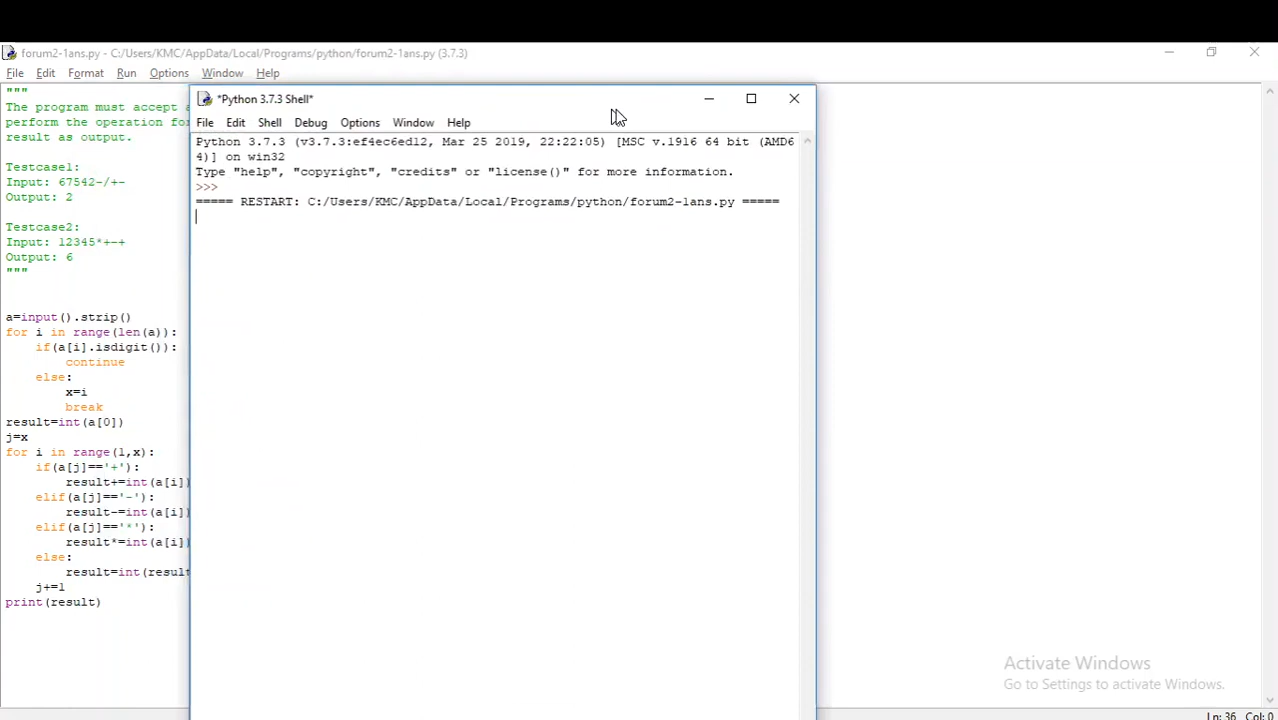 forum2-1ans.py - C:/Users/KMC/AppData/Local/Programs/python/forum2-1ans.py (3.7.3)
File Edit Format Run Options Window Help
"""
The program must accept a
perform the operation for
result as output.
Testcase1:
Input: 67542-/+-
Output: 2
Testcase2:
Input: 12345*+-+
Output: 6
"""
a=input().strip()
for i in range(len(a)):
if(a[i].isdigit()):
continue
else:
x=i
break
result=int(a[0])
j=x
for i in range(1,x):
if(a[j]=='+'):
result+=int(a[i])
elif(a[j]=='-'):
result-=int(a[i])
elif(a[j]=='*'):
result*=int(a[i])
else:
result=int(result
j+=1
print(result)
*Python 3.7.3 Shell*
File Edit Shell Debug Options Window Help
Python 3.7.3 (v3.7.3:ef4ec6ed12, Mar 25 2019, 22:22:05) [MSC v.1916 64 bit (AMD6
4)] on win32
Type "help", "copyright", "credits" or "license()" for more information.
>>>
===== RESTART: C:/Users/KMC/AppData/Local/Programs/python/forum2-1ans.py =====
Activate Windows
Go to Settings to activate Windows.
Ln: 36 Col: 0